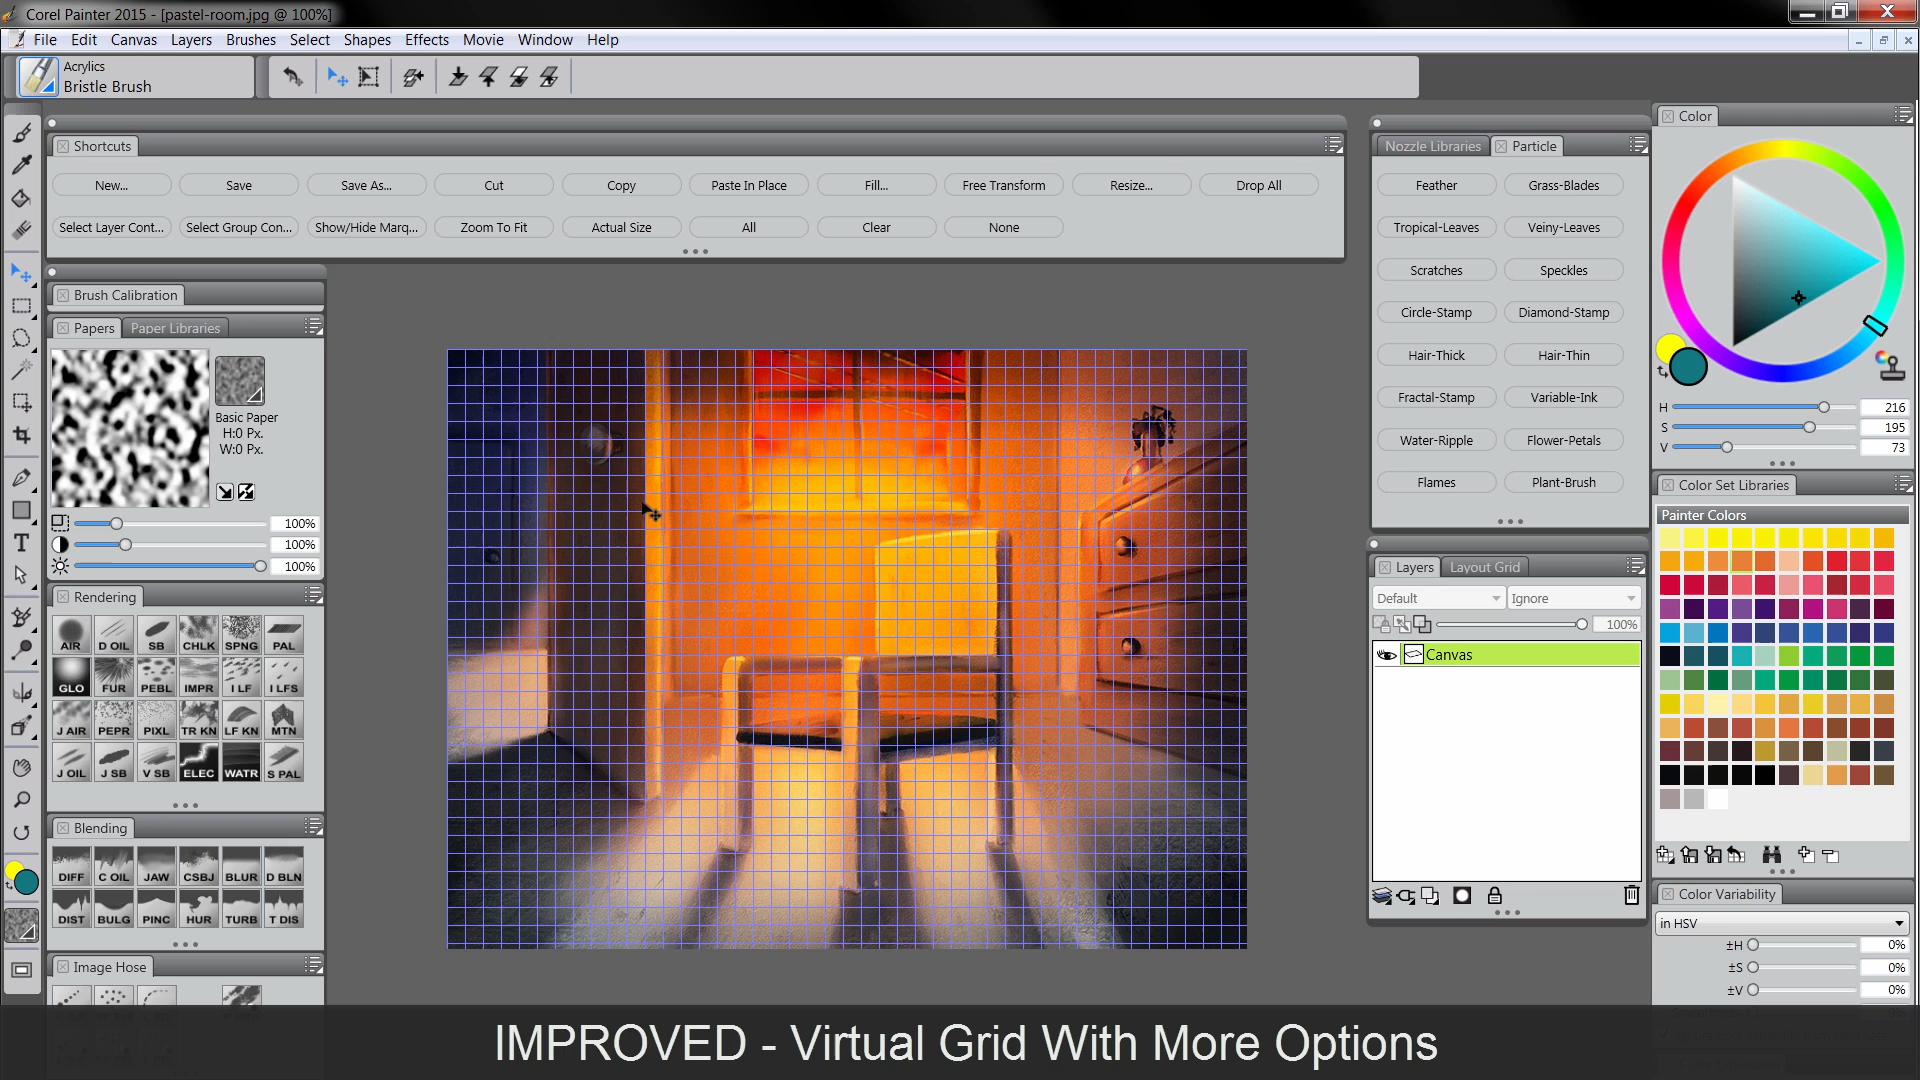 Corel Painter 2015 - [pastel-room.jpg @ 100%]
File Edit Canvas Layers Brushes Select Shapes Effects Movie Window Help
Acrylics
Bristle Brush
Shortcuts
New... Save Save As... Cut Copy Paste In Place Fill... Free Transform Resize... Drop All
Select Layer Cont... Select Group Con... Show/Hide Marq... Zoom To Fit Actual Size All Clear None
Brush Calibration
Papers Paper Libraries
Basic Paper
H:0 Px.
W:0 Px.
100%
100%
100%
Rendering
AIR D OIL SB CHLK SPNG PAL
GLO FUR PEBL IMPR I LF I LFS
J AIR PEPR PIXL TR KN LF KN MTN
J OIL J SB V SB ELEC WATR S PAL
Blending
DIFF C OIL JAW CSBJ BLUR D BLN
DIST BULG PINC HUR TURB T DIS
Image Hose
Nozzle Libraries Particle
Feather Grass-Blades
Tropical-Leaves Veiny-Leaves
Scratches Speckles
Circle-Stamp Diamond-Stamp
Hair-Thick Hair-Thin
Fractal-Stamp Variable-Ink
Water-Ripple Flower-Petals
Flames Plant-Brush
Layers Layout Grid
Default Ignore
100%
Canvas
Color
H 216
S 195
V 73
Color Set Libraries
Painter Colors
Color Variability
in HSV
±H 0%
±S 0%
±V 0%
IMPROVED - Virtual Grid With More Options